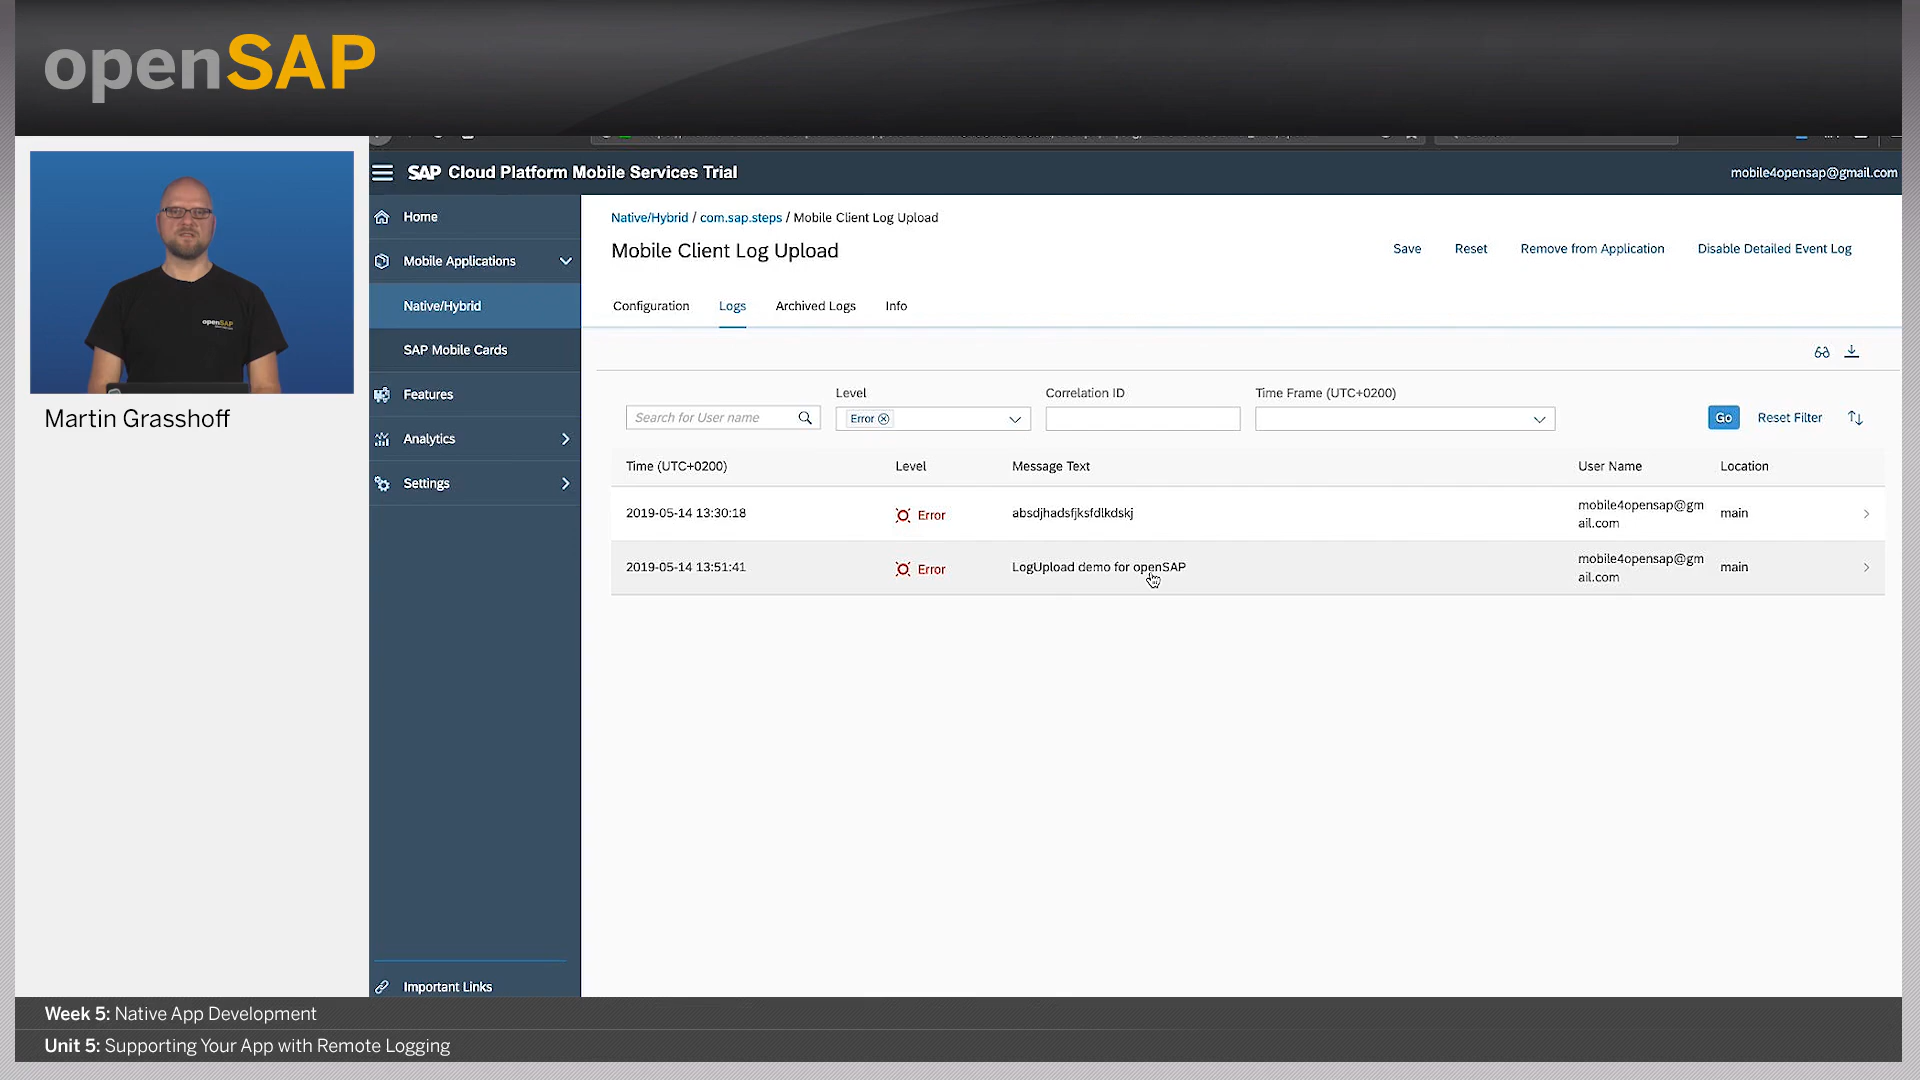 openSAP
SAP Cloud Platform Mobile Services Trial
mobile4opensap@gmail.com
openSAP
Martin Grasshoff
Home
Mobile Applications
Native/Hybrid
SAP Mobile Cards
Features
Analytics
Settings
Important Links
Native/Hybrid / com.sap.steps / Mobile Client Log Upload
Mobile Client Log Upload
Save Reset Remove from Application Disable Detailed Event Log
Configuration Logs Archived Logs Info
Level Correlation ID Time Frame (UTC+0200)
Search for User name Error Go Reset Filter
Time (UTC+0200) Level Message Text User Name Location
2019-05-14 13:30:18 Error absdjhadsfjksfdlkdskj mobile4opensap@gm main
ail.com
2019-05-14 13:51:41 Error LogUpload demo for openSAP mobile4opensap@gm main
ail.com
Week 5: Native App Development
Unit 5: Supporting Your App with Remote Logging